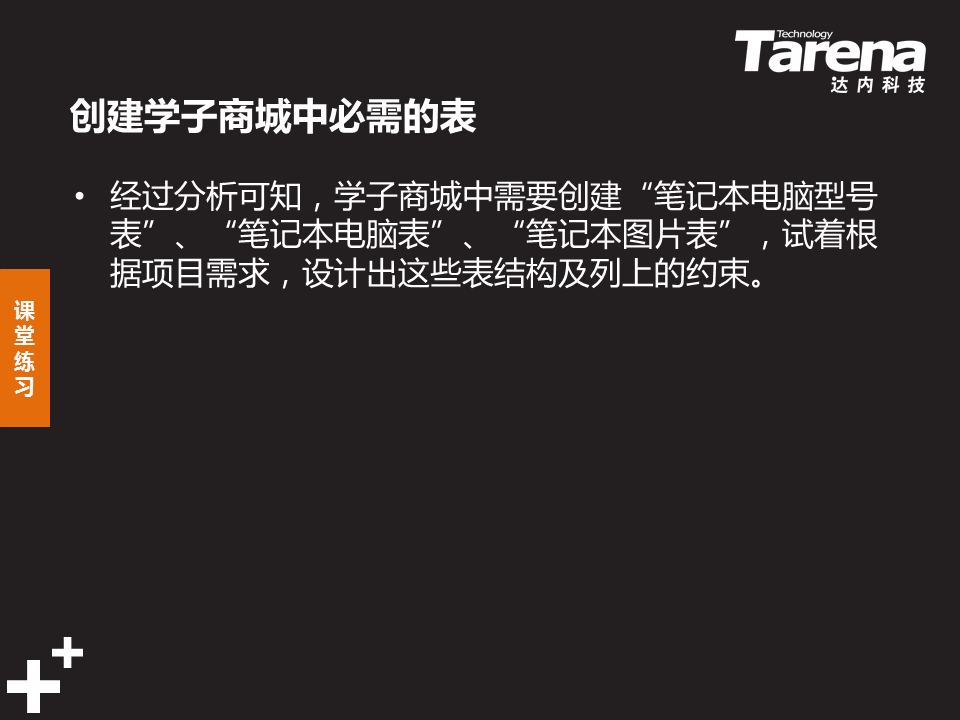 Technology
Tarena
达内科技
创建学子商城中必需的表
• 经过分析可知，学子商城中需要创建“笔记本电脑型号
表”、“笔记本电脑表”、“笔记本图片表”，试着根
据项目需求，设计出这些表结构及列上的约束。
课
堂
练
习